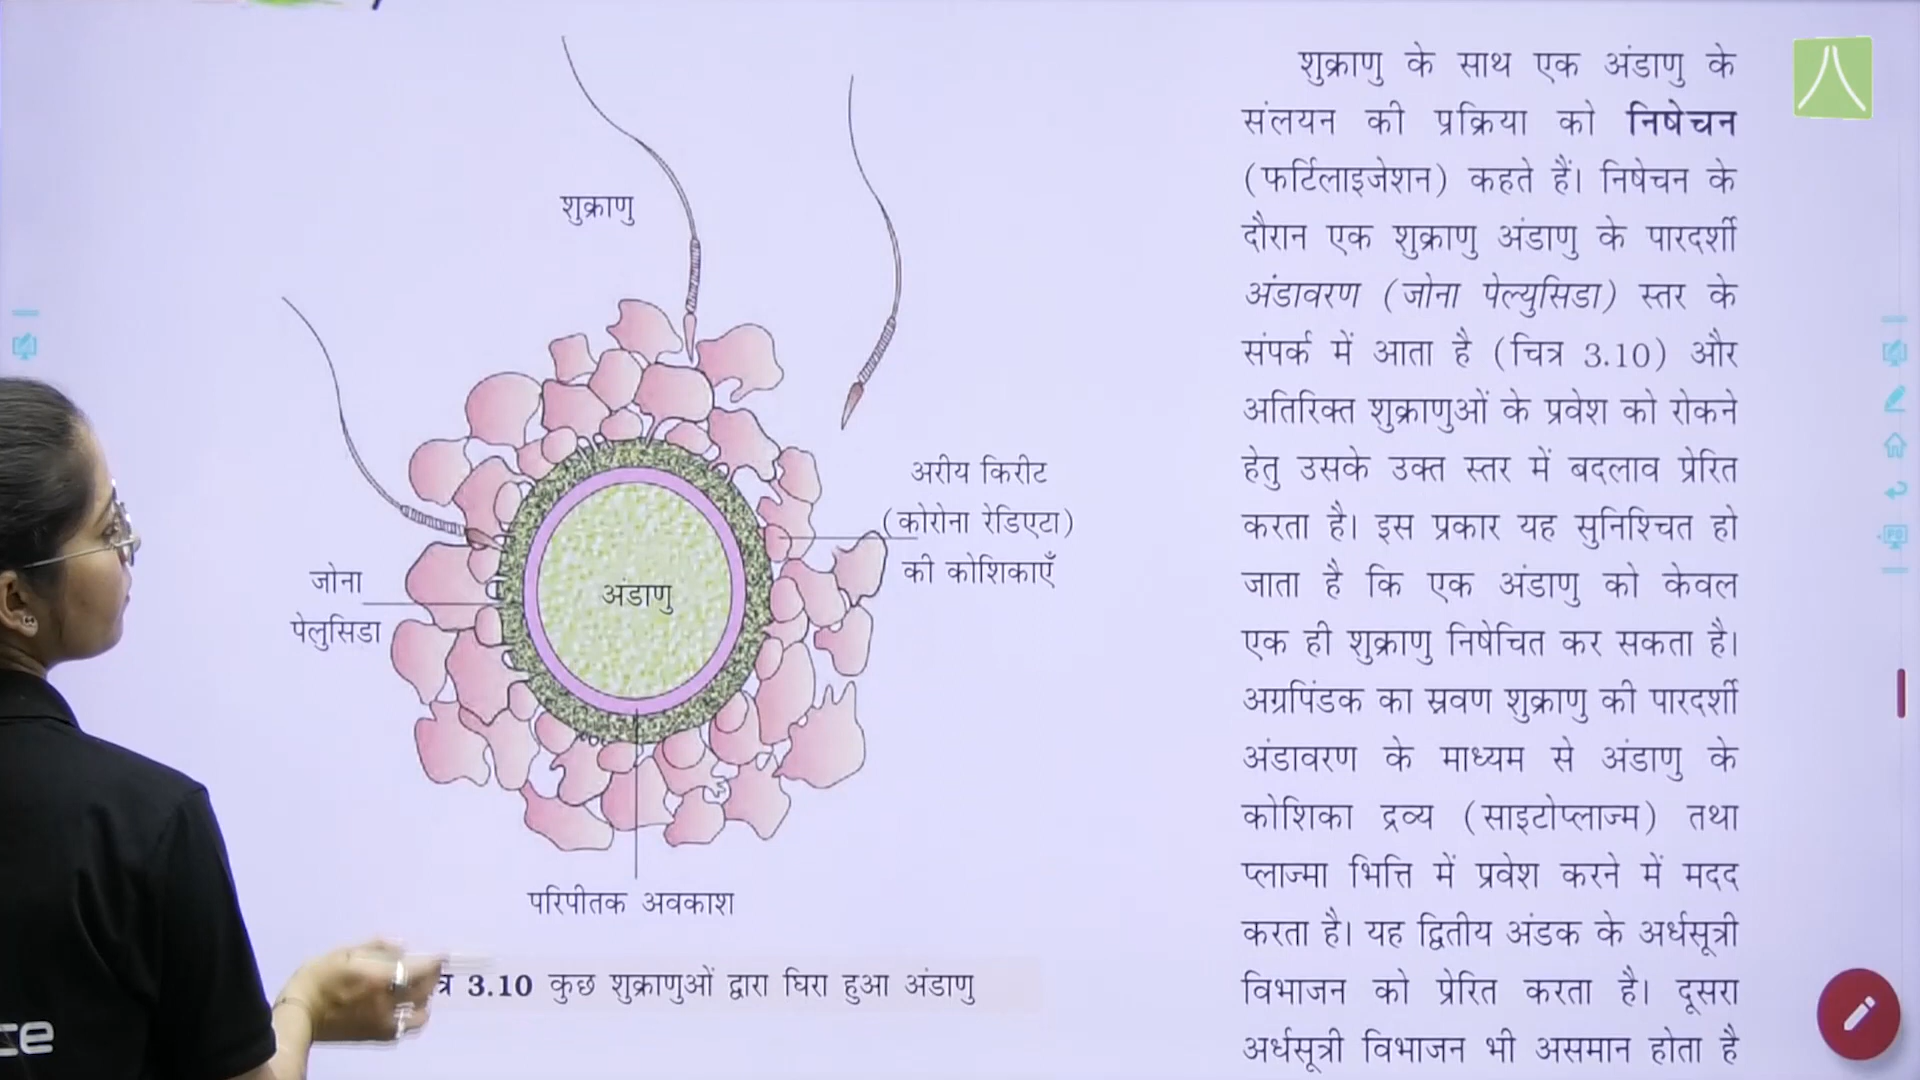 शुक्राणु
जोना
पेलुसिडा
अंडाणु
अरीय किरीट
(कोरोना रेडिएटा)
की कोशिकाएँ
परिपीतक अवकाश
त्र 3.10 कुछ शुक्राणुओं द्वारा घिरा हुआ अंडाणु
शुक्राणु के साथ एक अंडाणु के
संलयन की प्रक्रिया को निषेचन
(फर्टिलाइजेशन) कहते हैं। निषेचन के
दौरान एक शुक्राणु अंडाणु के पारदर्शी
अंडावरण (जोना पेल्युसिडा) स्तर के
संपर्क में आता है (चित्र 3.10) और
अतिरिक्त शुक्राणुओं के प्रवेश को रोकने
हेतु उसके उक्त स्तर में बदलाव प्रेरित
करता है। इस प्रकार यह सुनिश्चित हो
जाता है कि एक अंडाणु को केवल
एक ही शुक्राणु निषेचित कर सकता है।
अग्रपिंडक का स्रवण शुक्राणु की पारदर्शी
अंडावरण के माध्यम से अंडाणु के
कोशिका द्रव्य (साइटोप्लाज्म) तथा
प्लाज्मा भित्ति में प्रवेश करने में मदद
करता है। यह द्वितीय अंडक के अर्धसूत्री
विभाजन को प्रेरित करता है। दूसरा
अर्धसूत्री विभाजन भी असमान होता है
ce